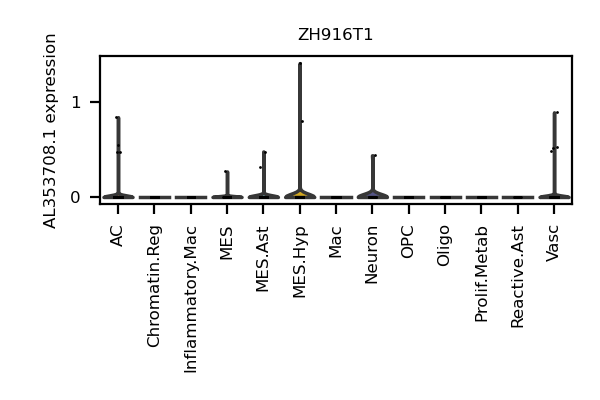 ZH916T1
AL353708.1 expression
1
0
AC
Chromatin.Reg
Inflammatory.Mac
MES
MES.Ast
MES.Hyp
Mac
Neuron
OPC
Oligo
Prolif.Metab
Reactive.Ast
Vasc